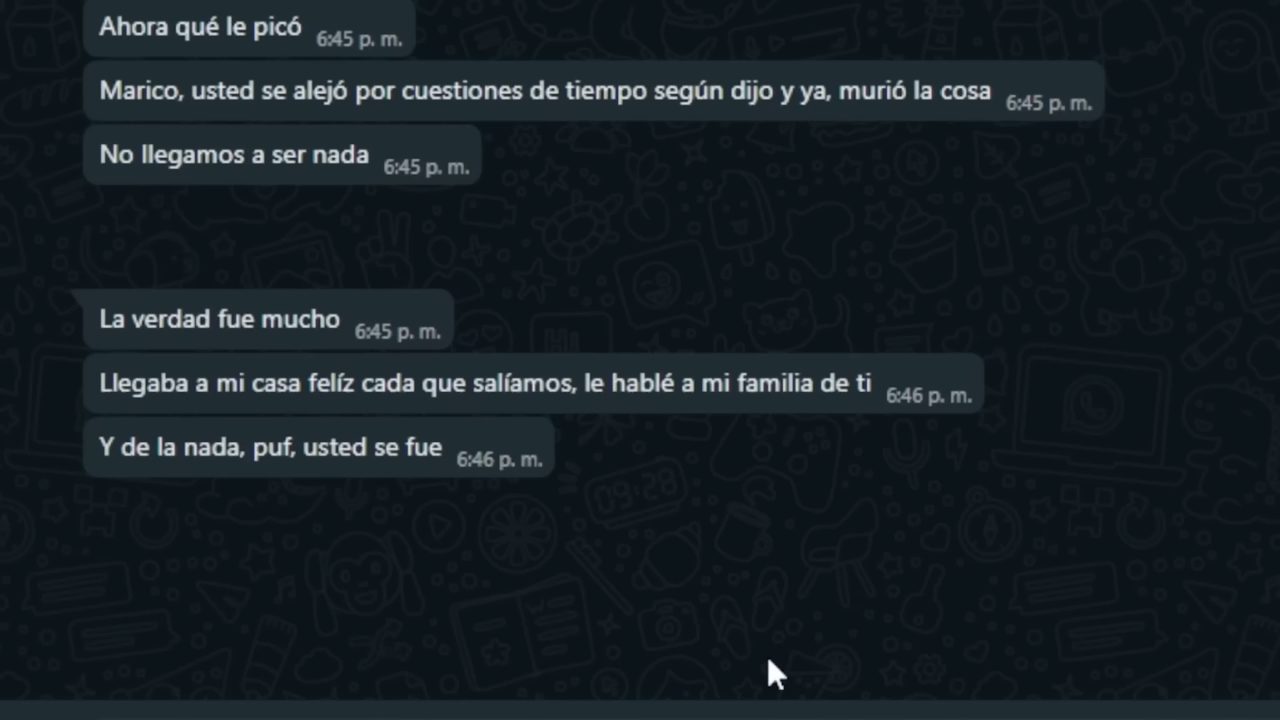 Ahora qué le picó 6:45 p. m.
Marico, usted se alejó por cuestiones de tiempo según dijo y ya, murió la cosa 6:45 p. m.
No llegamos a ser nada 6:45 p. m.
La verdad fue mucho 6:45 p. m.
Llegaba a mi casa felíz cada que salíamos, le hablé a mi familia de ti 6:46 p. m.
Y de la nada, puf, usted se fue 6:46 p. m.